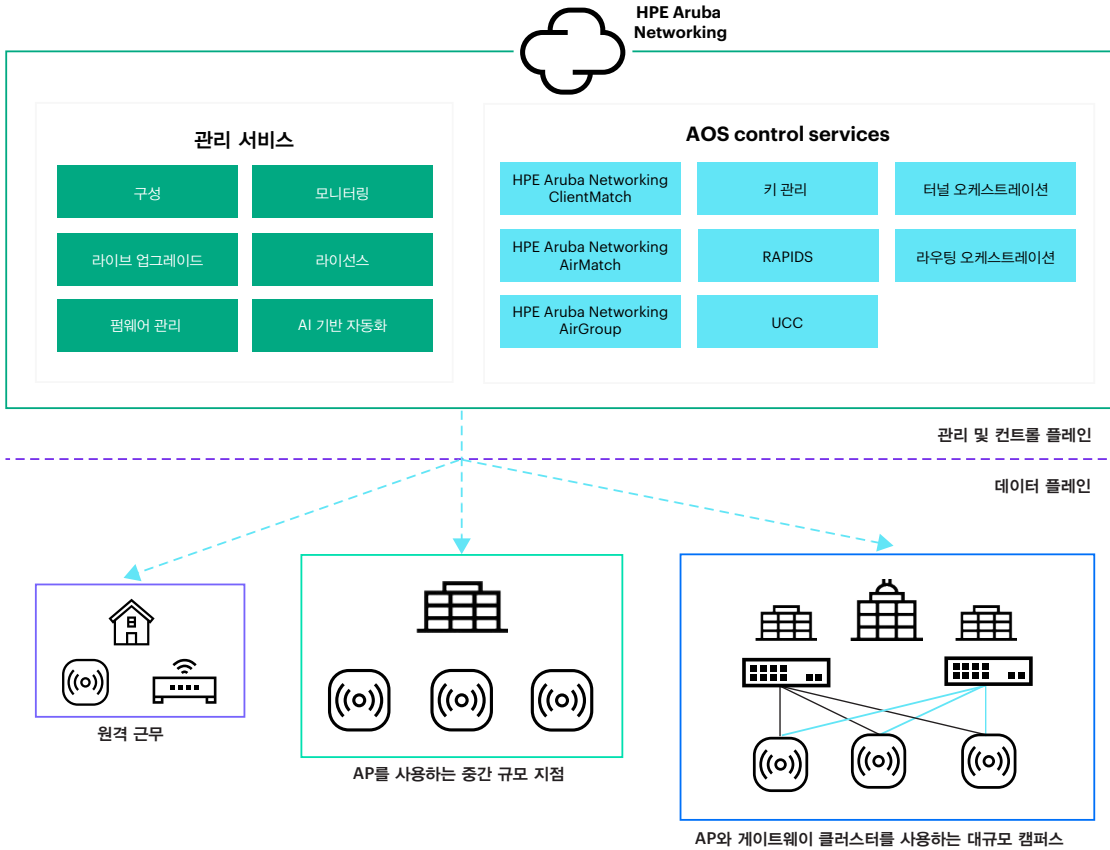 HPE Aruba
Networking
관리 서비스
구성
모니터링
라이브 업그레이드
라이선스
펌웨어 관리
AI 기반 자동화
AOS control services
HPE Aruba Networking
ClientMatch
키 관리
터널 오케스트레이션
HPE Aruba Networking
AirMatch
RAPIDS
라우팅 오케스트레이션
HPE Aruba Networking
AirGroup
UCC
관리 및 컨트롤 플레인
데이터 플레인
원격 근무
AP를 사용하는 중간 규모 지점
AP와 게이트웨이 클러스터를 사용하는 대규모 캠퍼스